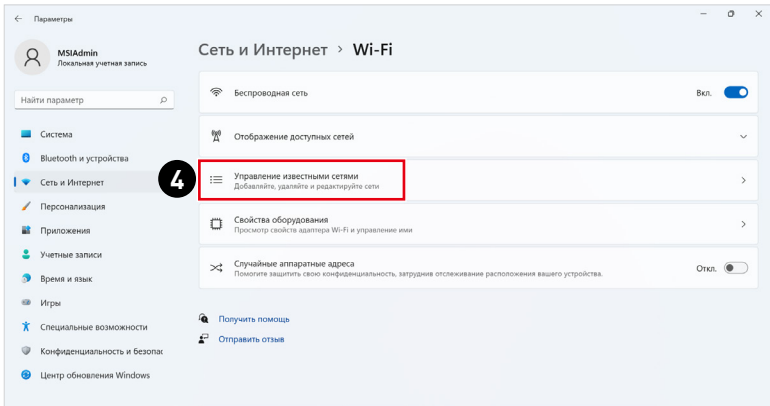 Параметры
MSIAdmin
Локальная учетная запись
Найти параметр
Система
Bluetooth и устройства
Сеть и Интернет
Персонализация
Приложения
Учетные записи
Время и язык
Игры
Специальные возможности
Конфиденциальность и безопас
Центр обновления Windows
Сеть и Интернет > Wi-Fi
Беспроводная сеть
Вкл.
Отображение доступных сетей
4
Управление известными сетями
Добавляйте, удаляйте и редактируйте сети
Свойства оборудования
Просмотр свойств адаптера Wi-Fi и управление ими
Случайные аппаратные адреса
Помогите защитить свою конфиденциальность, затруднив отслеживание расположения вашего устройства.
Откл.
Получить помощь
Отправить отзыв